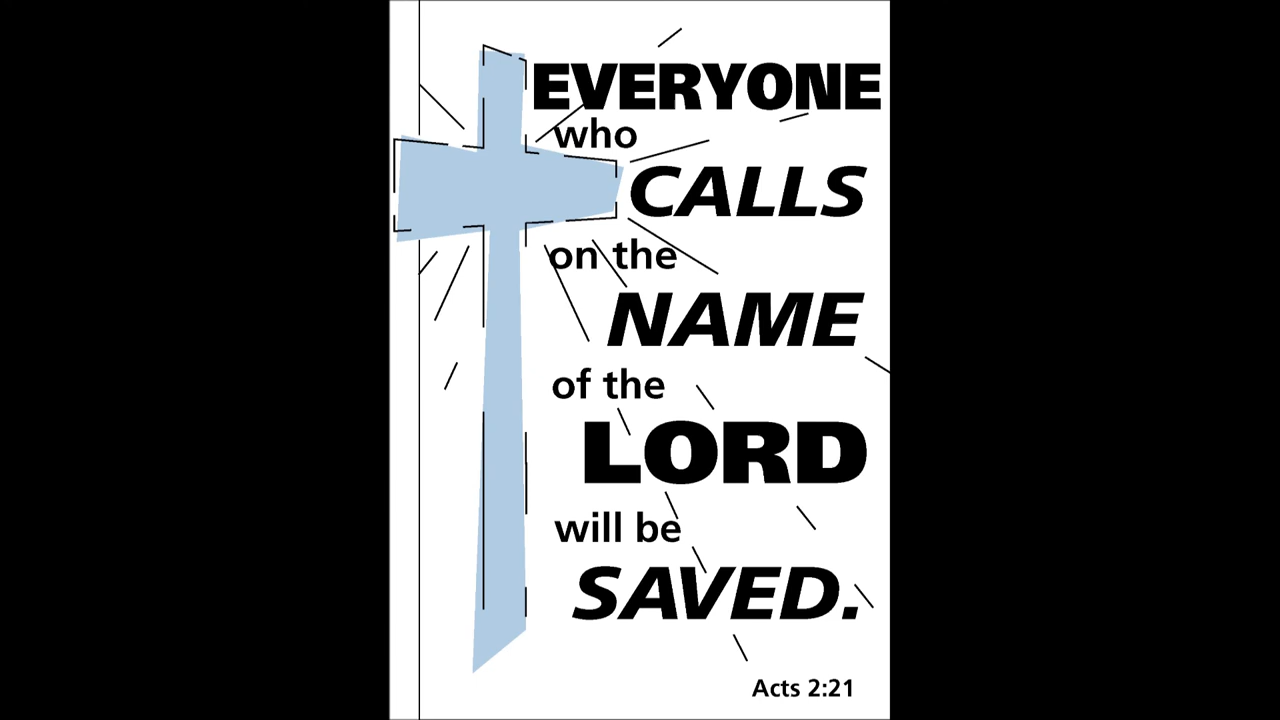 EVERYONE
who
CALLS
on the
NAME
of the
LORD
will be
SAVED.
Acts 2:21